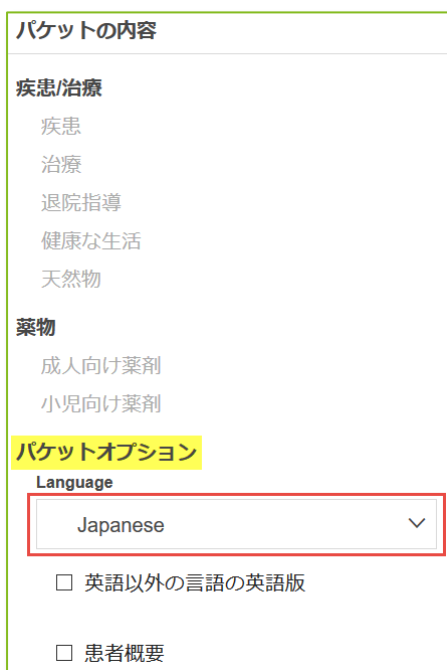 パケットの内容
疾患/治療
疾患
治療
退院指導
健康な生活
天然物
薬物
成人向け薬剤
小児向け薬剤
パケットオプション
Language
Japanese
英語以外の言語の英語版
患者概要